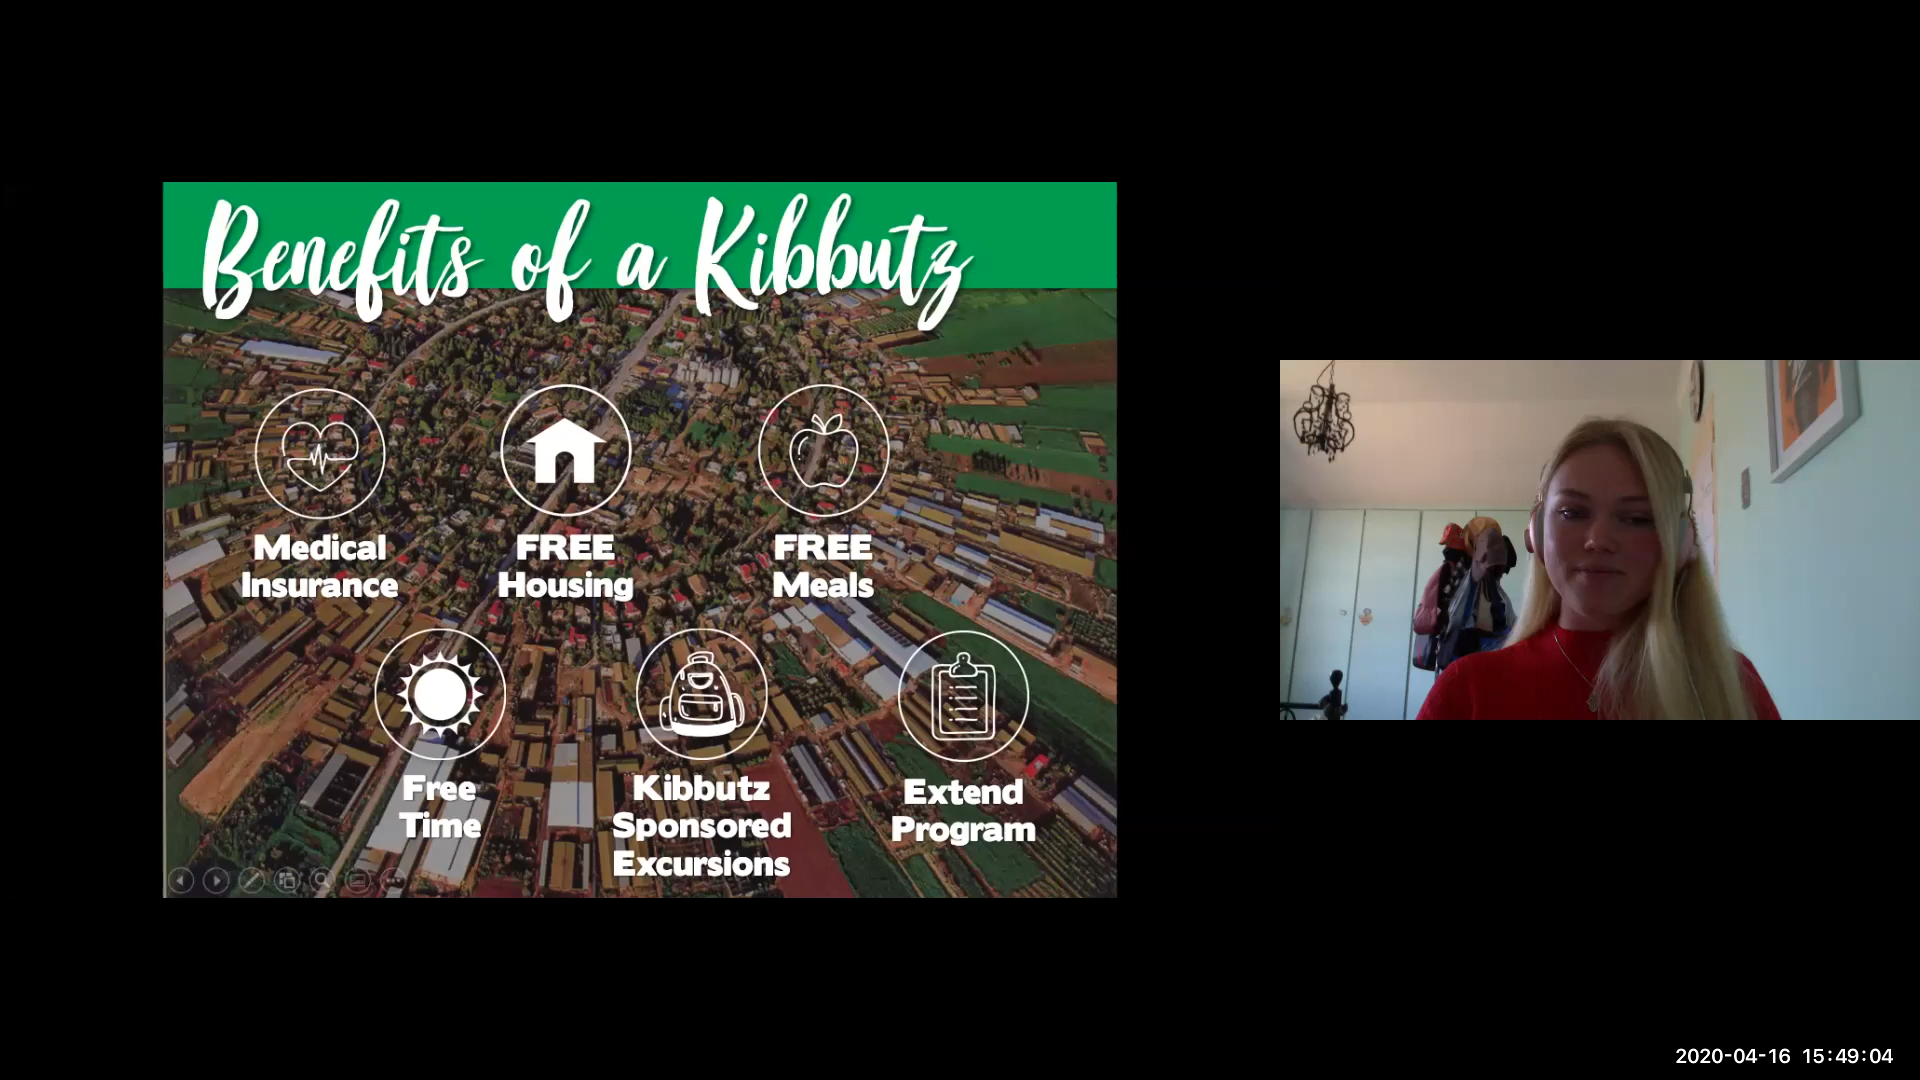 Benefits of a Kibbutz
Medical
Insurance
FREE
Housing
FREE
Meals
Free
Time
Kibbutz
Sponsored
Excursions
Extend
Program
2020-04-16 15:49:04